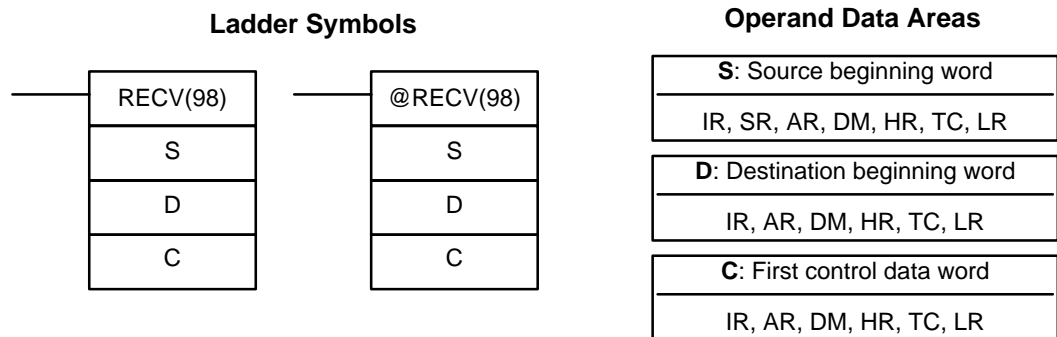 Ladder Symbols
RECV(98)
S
D
C
@RECV(98)
S
D
C
Operand Data Areas
S: Source beginning word
IR, SR, AR, DM, HR, TC, LR
D: Destination beginning word
IR, AR, DM, HR, TC, LR
C: First control data word
IR, AR, DM, HR, TC, LR